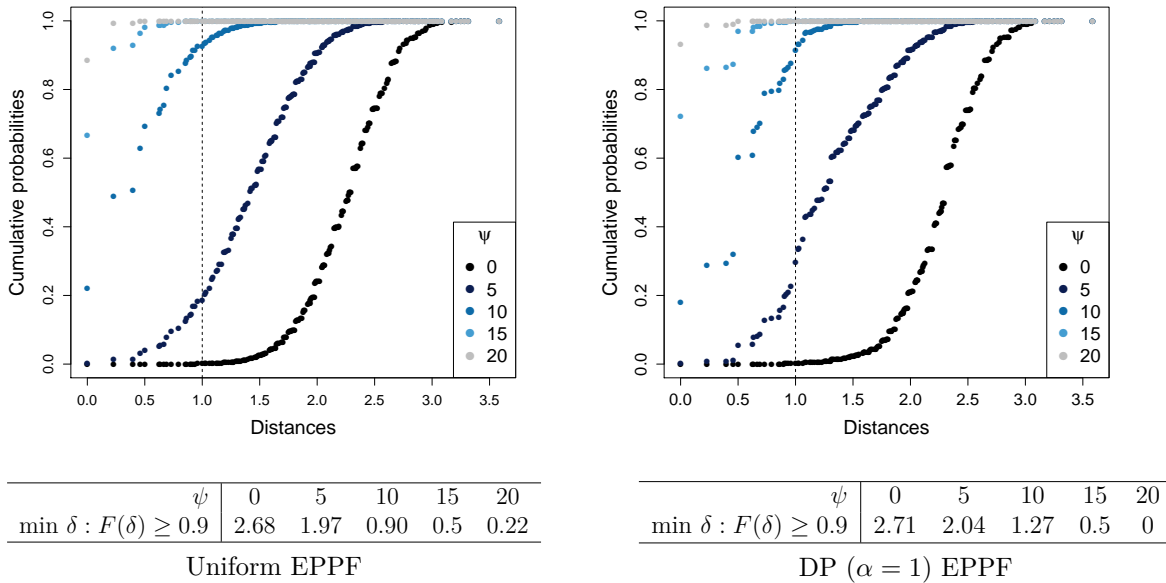 Cumulative probabilities
0.0 0.2 0.4 0.6 0.8 1.0
0.0 0.5 1.0 1.5 2.0 2.5 3.0 3.5
Distances
ψ
0
5
10
15
20
Cumulative probabilities
0.0 0.2 0.4 0.6 0.8 1.0
0.0 0.5 1.0 1.5 2.0 2.5 3.0 3.5
Distances
ψ
0
5
10
15
20
ψ 0 5 10 15 20
min δ : F(δ) ≥ 0.9 2.68 1.97 0.90 0.5 0.22
Uniform EPPF
ψ 0 5 10 15 20
min δ : F(δ) ≥ 0.9 2.71 2.04 1.27 0.5 0
DP (α = 1) EPPF